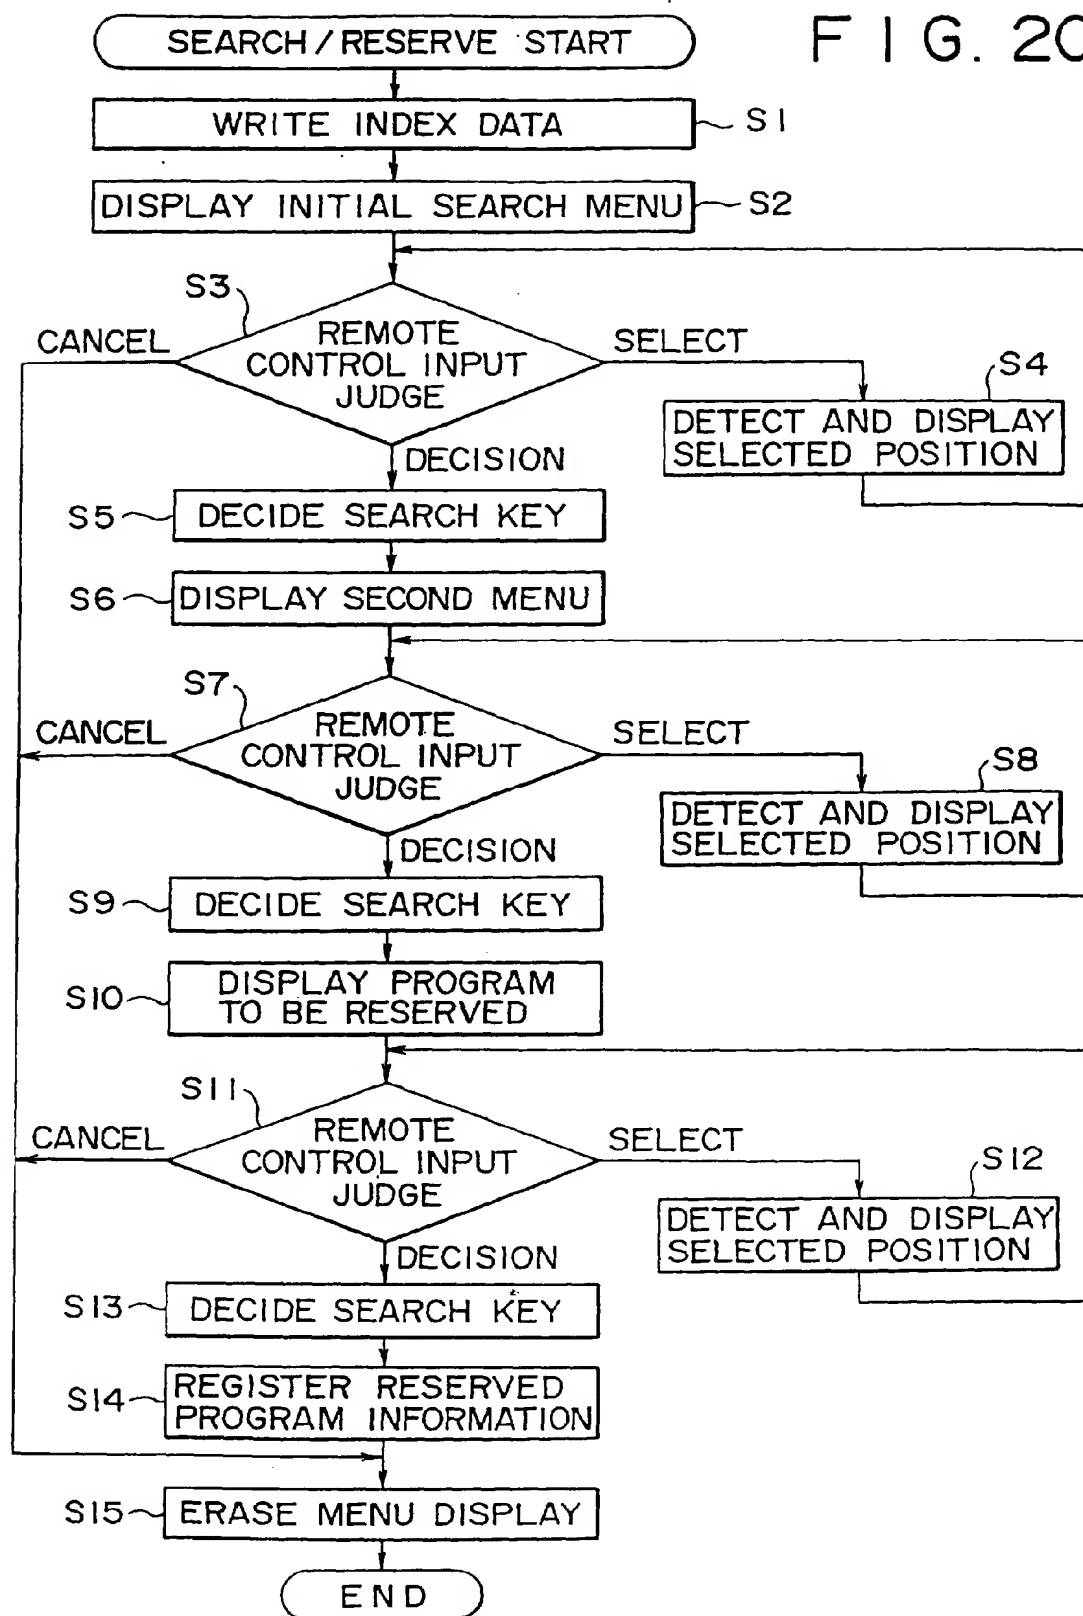 SEARCH/RESERVE START
FIG. 20
WRITE INDEX DATA
S1
DISPLAY INITIAL SEARCH MENU
S2
S3
CANCEL
REMOTE
CONTROL INPUT
JUDGE
SELECT
S4
DETECT AND DISPLAY
SELECTED POSITION
DECISION
S5
DECIDE SEARCH KEY
S6
DISPLAY SECOND MENU
S7
CANCEL
REMOTE
CONTROL INPUT
JUDGE
SELECT
S8
DETECT AND DISPLAY
SELECTED POSITION
DECISION
S9
DECIDE SEARCH KEY
S10
DISPLAY PROGRAM
TO BE RESERVED
S11
CANCEL
REMOTE
CONTROL INPUT
JUDGE
SELECT
S12
DETECT AND DISPLAY
SELECTED POSITION
DECISION
S13
DECIDE SEARCH KEY
S14
REGISTER RESERVED
PROGRAM INFORMATION
S15
ERASE MENU DISPLAY
END